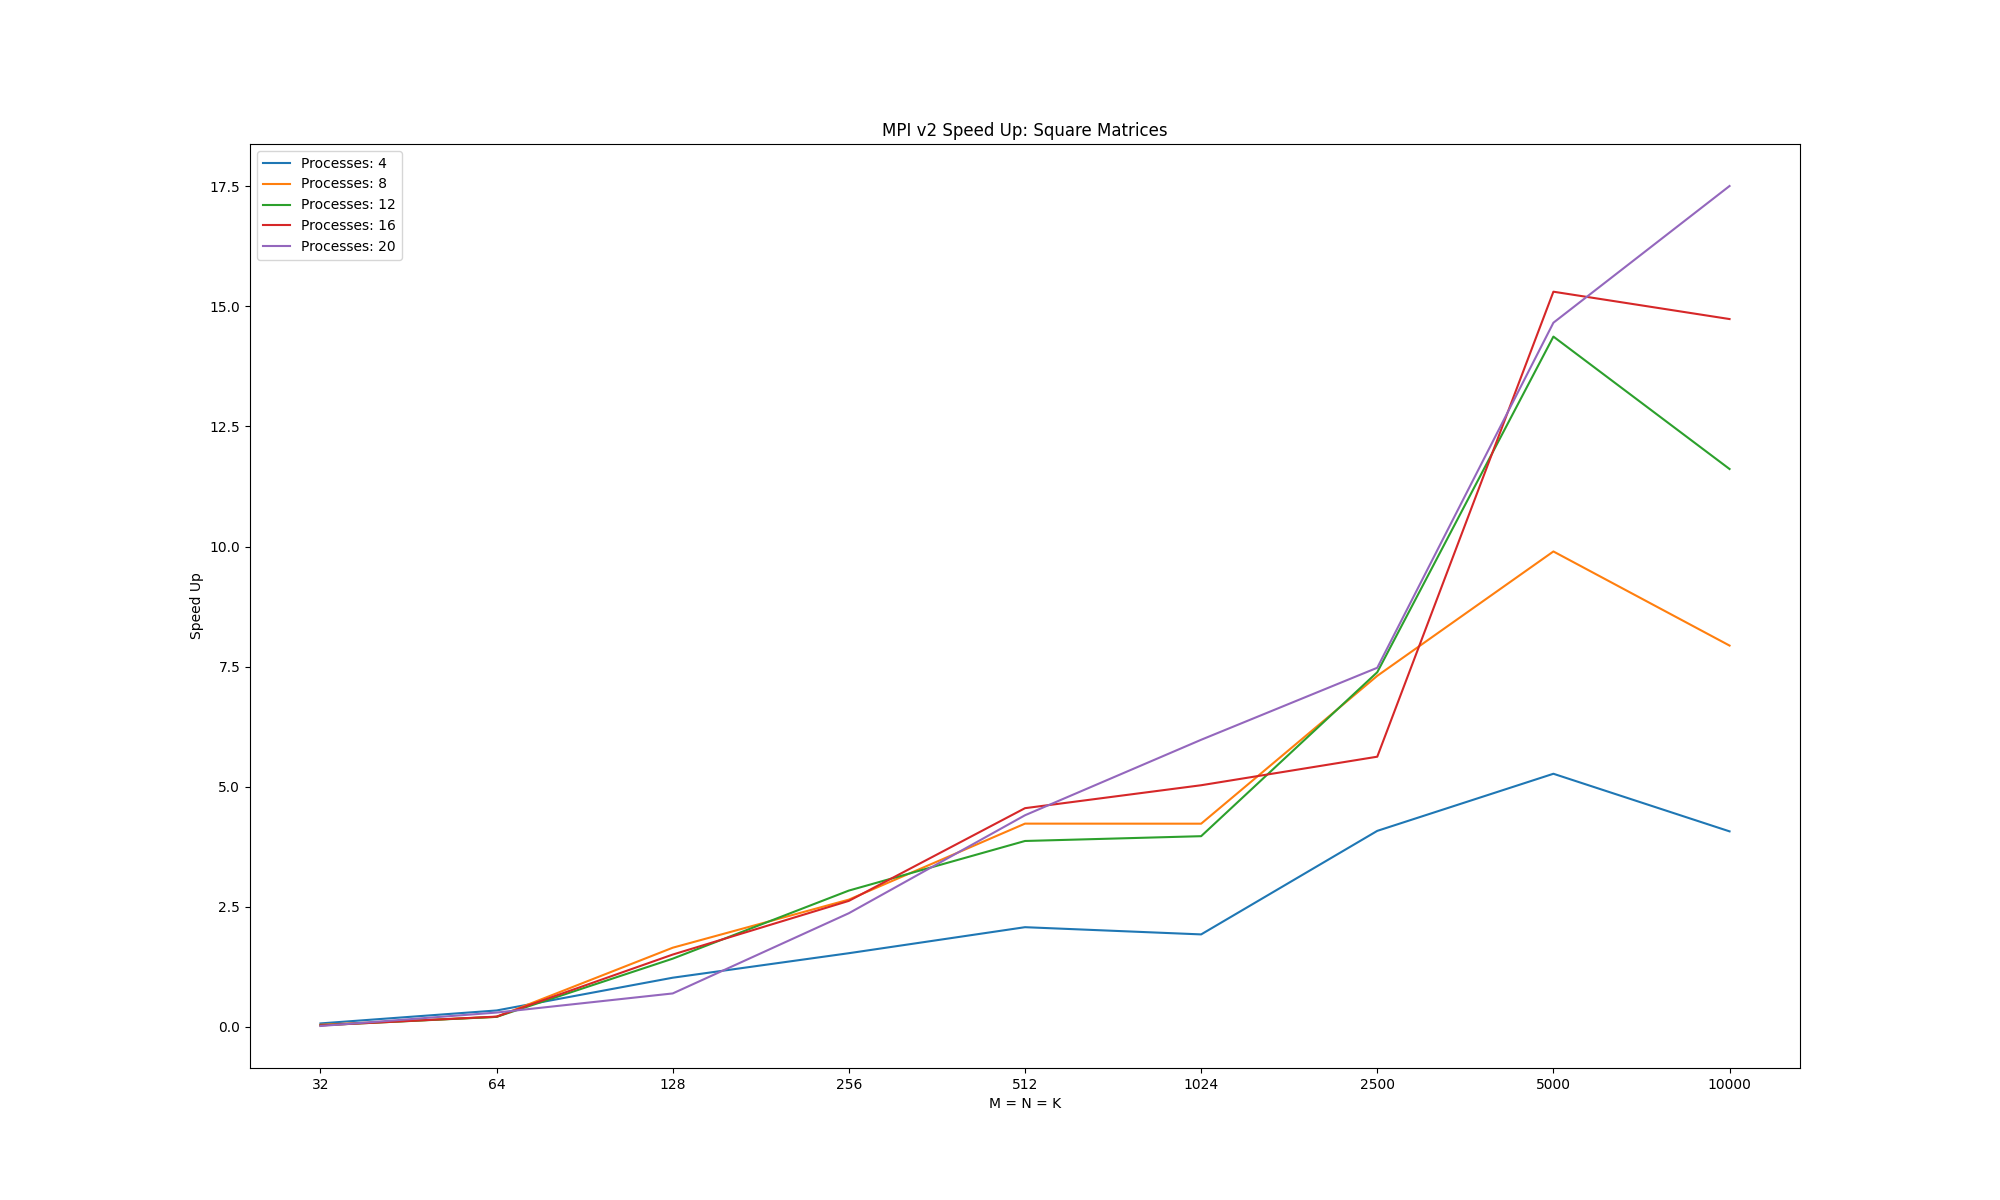 MPI v2 Speed Up: Square Matrices
Processes: 4
Processes: 8
Processes: 12
Processes: 16
Processes: 20
17.5
15.0
12.5
10.0
7.5
5.0
2.5
0.0
Speed Up
32 64 128 256 512 1024 2500 5000 10000
M = N = K